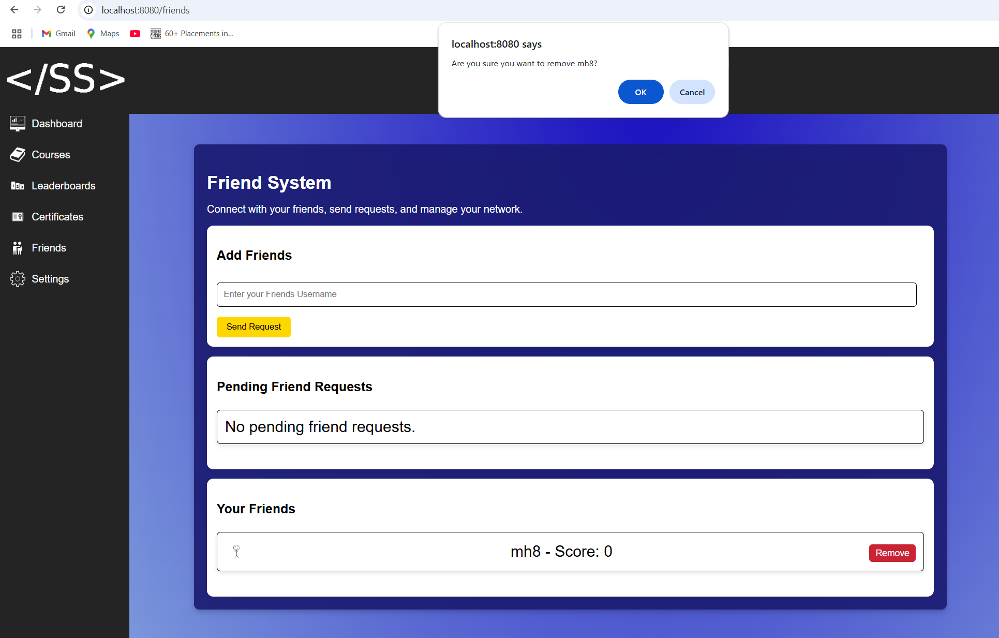 localhost:8080/friends
Gmail
Maps
STUDENT CIRCUS
60+ Placements in...
localhost:8080 says
Are you sure you want to remove mh8?
OK
Cancel
</SS>
Dashboard
Courses
Leaderboards
Certificates
Friends
Settings
Friend System
Connect with your friends, send requests, and manage your network.
Add Friends
Enter your Friends Username
Send Request
Pending Friend Requests
No pending friend requests.
Your Friends
mh8 - Score: 0
Remove